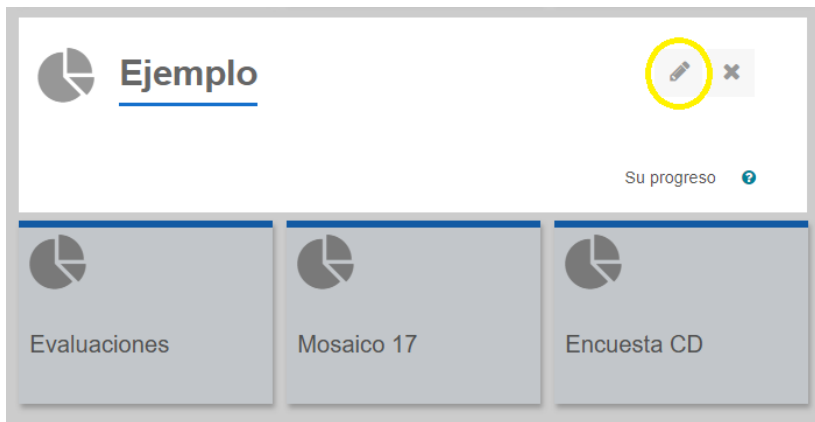 Ejemplo
Su progreso
Evaluaciones
Mosaico 17
Encuesta CD